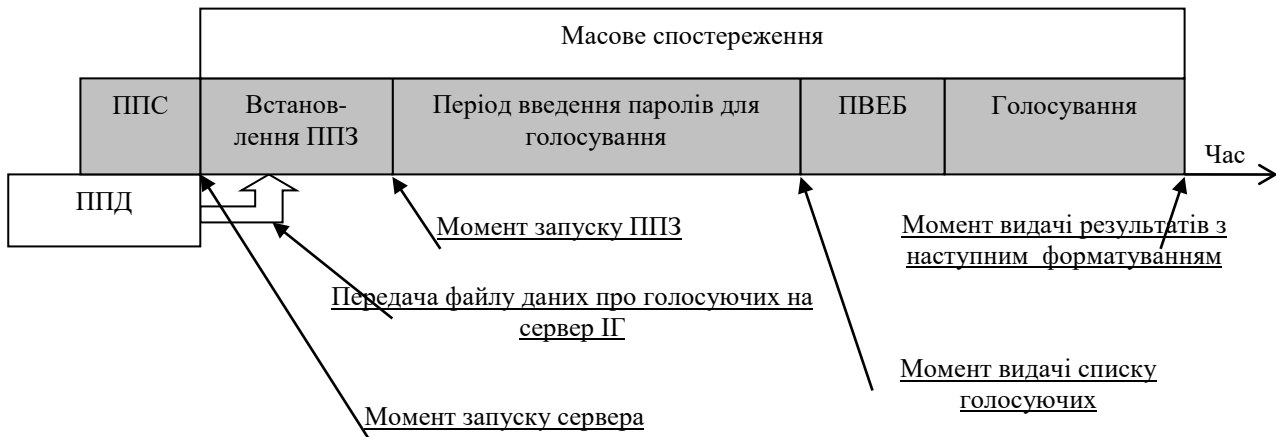 Масове спостереження
ППС
Встанов-
лення ППЗ
Період введення паролів для
голосування
ПВЕБ
Голосування
Час
ППД
Момент запуску ППЗ
Момент видачі результатів з
наступним форматуванням
Передача файлу даних про голосуючих на
сервер ІГ
Момент видачі списку
голосуючих
Момент запуску сервера